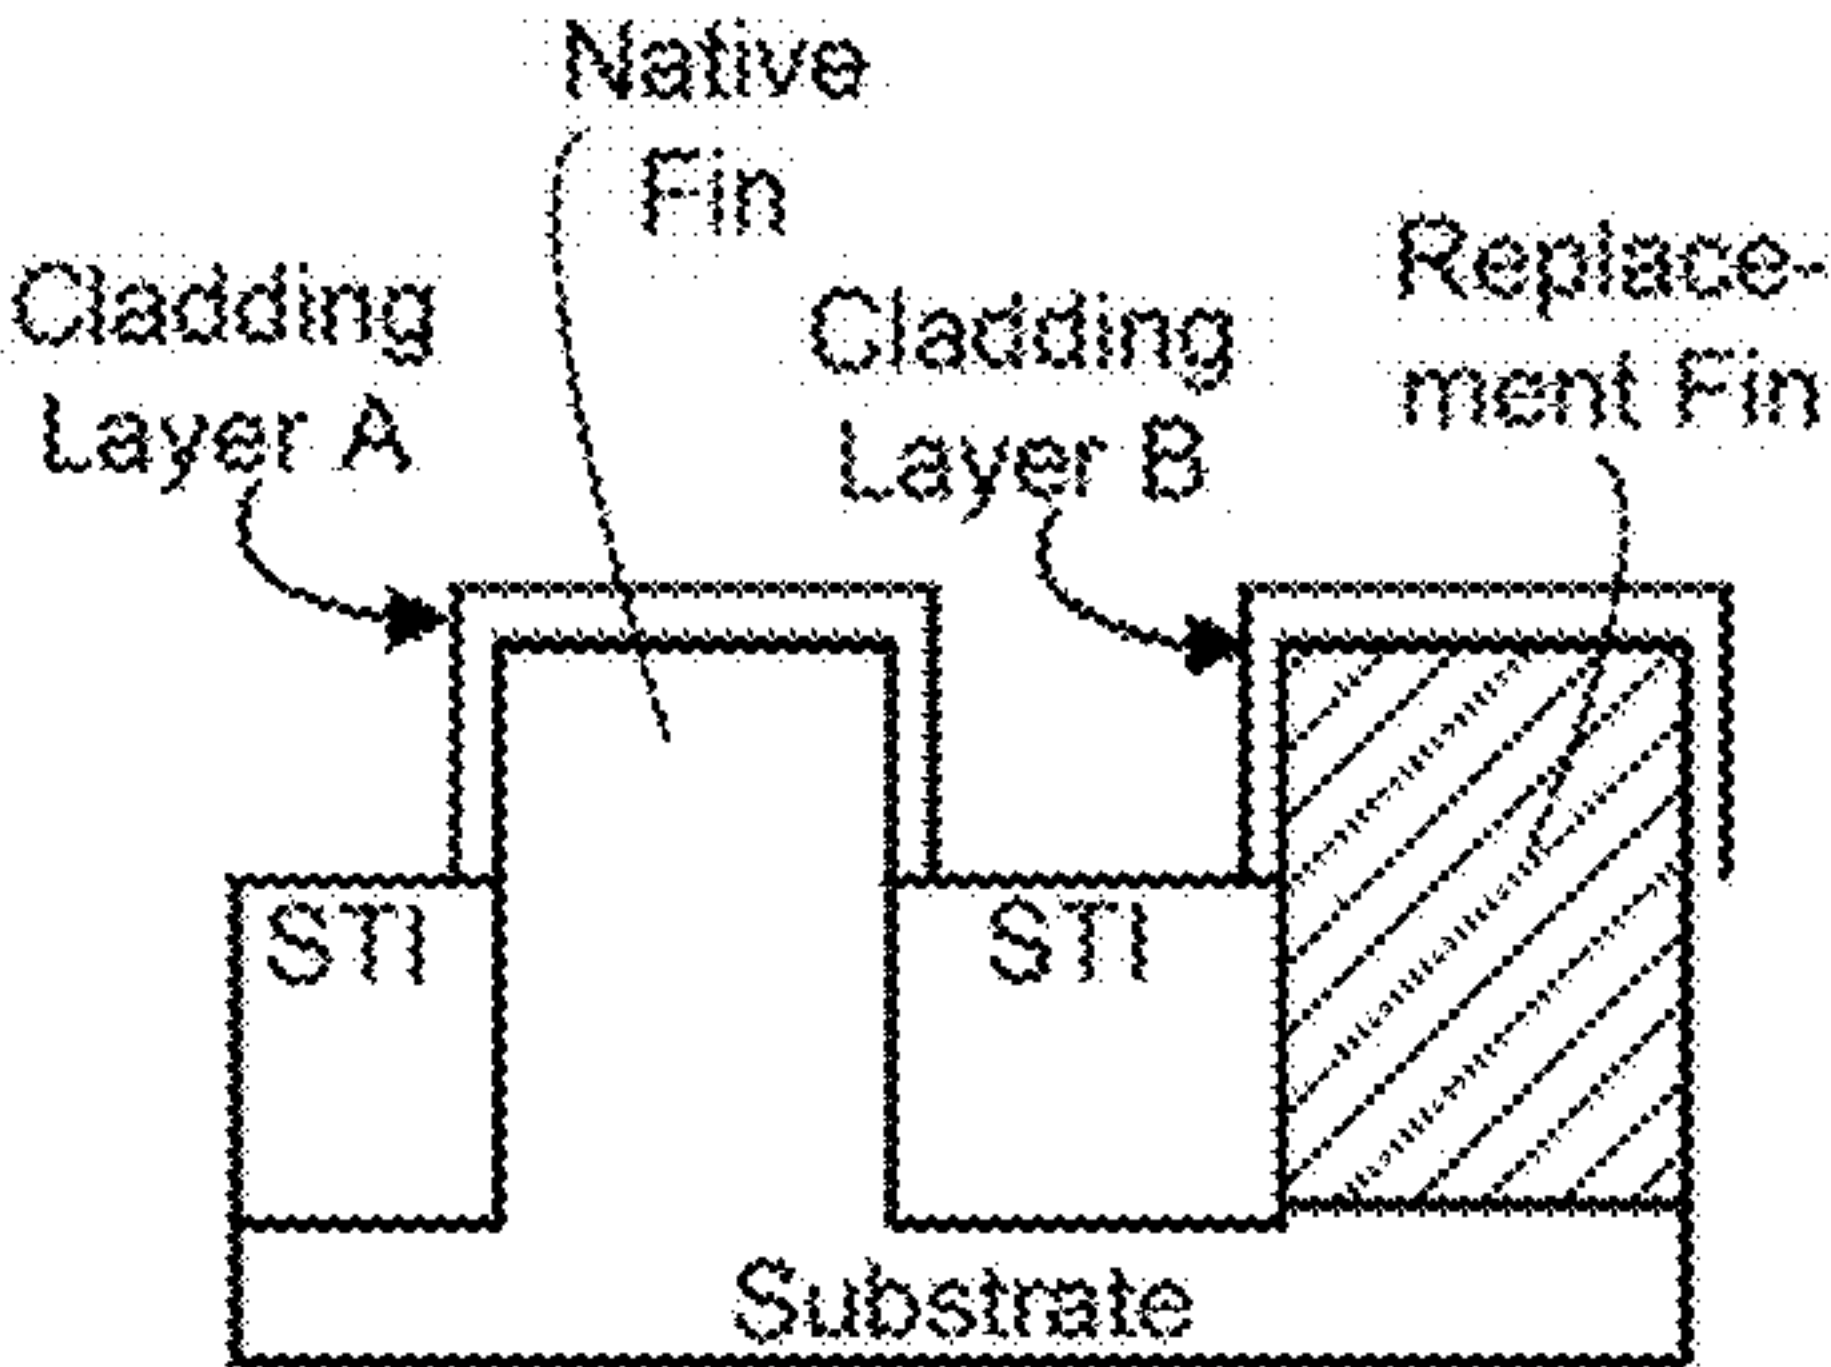 Native
Fin
Cladding
Layer A
Cladding
Layer B
Replace-
ment Fin
STI
STI
Substrate